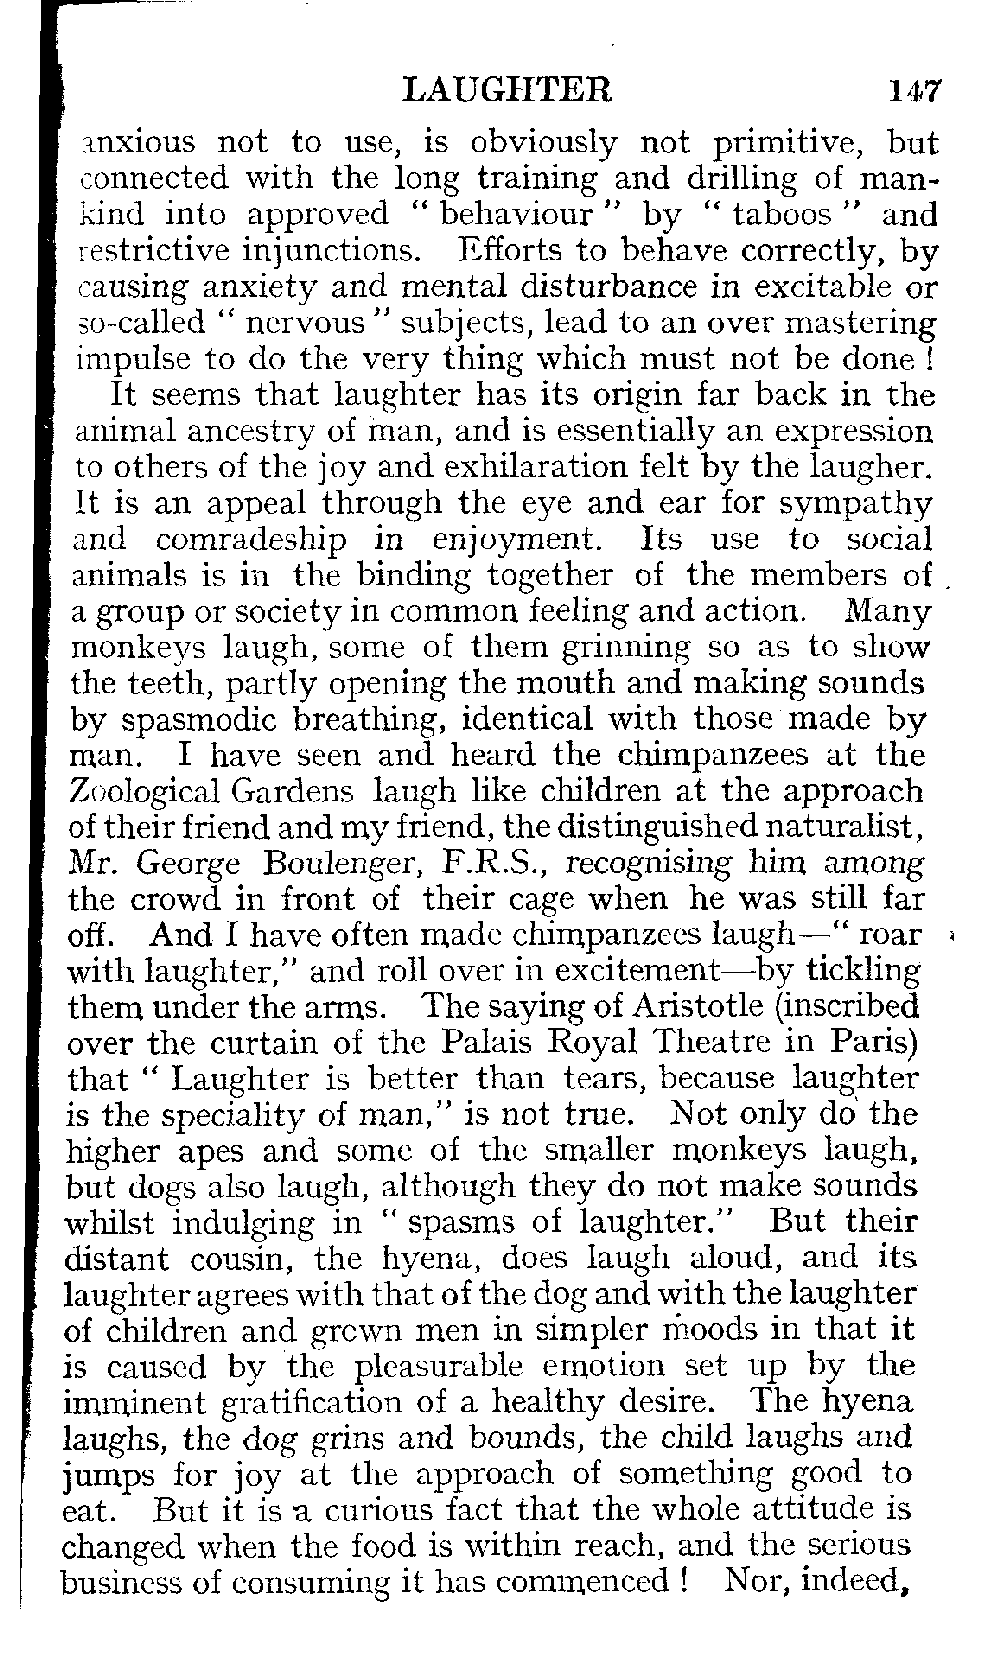 LAUGHTER 147
anxious not to use, is obviously not primitive, but
connected with the long training and drilling of man-
kind into approved “ behaviour ” by “ taboos ” and
restrictive injunctions. Efforts to behave correctly, by
causing anxiety and mental disturbance in excitable or
so-called “ nervous ” subjects, lead to an over mastering
impulse to do the very thing which must not be done !
It seems that laughter has its origin far back in the
animal ancestry of man, and is essentially an expression
to others of the joy and exhilaration felt by the laugher.
It is an appeal through the eye and ear for sympathy
and comradeship in enjoyment. Its use to social
animals is in the binding together of the members of
a group or society in common feeling and action. Many
monkeys laugh, some of them grinning so as to show
the teeth, partly opening the mouth and making sounds
by spasmodic breathing, identical with those made by
man. I have seen and heard the chimpanzees at the
Zoological Gardens laugh like children at the approach
of their friend and my friend, the distinguished naturalist,
Mr. George Boulenger, F.R.S., recognising him among
the crowd in front of their cage when he was still far
off. And I have often made chimpanzees laugh—“ roar
with laughter,” and roll over in excitement—by tickling
them under the arms. The saying of Aristotle (inscribed
over the curtain of the Palais Royal Theatre in Paris)
that “ Laughter is better than tears, because laughter
is the speciality of man,” is not true. Not only do the
higher apes and some of the smaller monkeys laugh,
but dogs also laugh, although they do not make sounds
whilst indulging in “ spasms of laughter.” But their
distant cousin, the hyena, does laugh aloud, and its
laughter agrees with that of the dog and with the laughter
of children and grown men in simpler moods in that it
is caused by the pleasurable emotion set up by the
imminent gratification of a healthy desire. The hyena
laughs, the dog grins and bounds, the child laughs and
jumps for joy at the approach of something good to
eat. But it is a curious fact that the whole attitude is
changed when the food is within reach, and the serious
business of consuming it has commenced ! Nor, indeed,